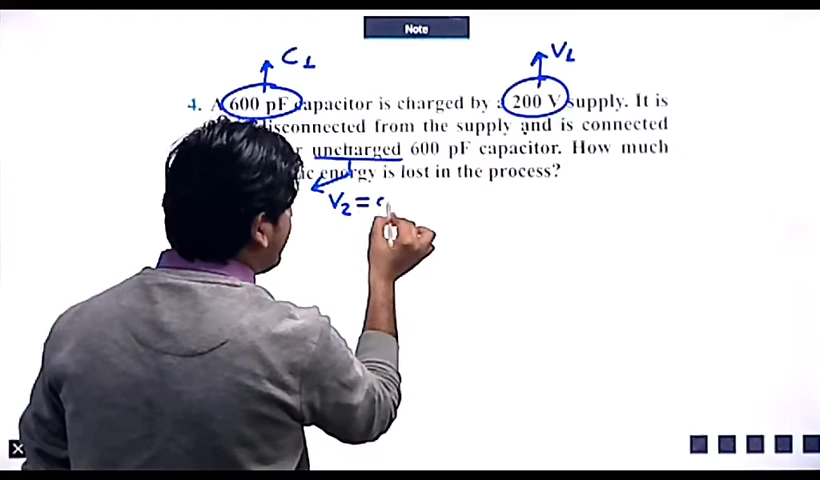 Note
C₁ V₁
4. A 600 pF capacitor is charged by a 200 V supply. It is
disconnected from the supply and is connected
uncharged 600 pF capacitor. How much
energy is lost in the process?
V₂ =